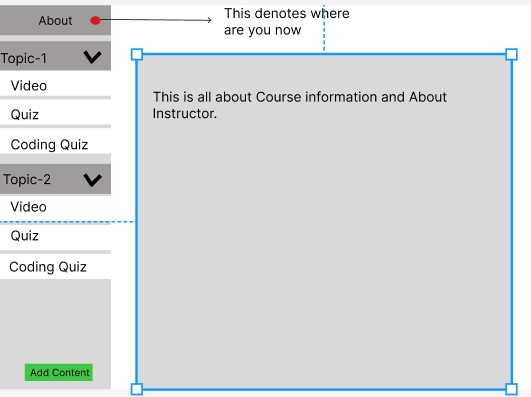 About
This denotes where
are you now
Topic-1
Video
Quiz
Coding Quiz
Topic-2
Video
Quiz
Coding Quiz
Add Content
This is all about Course information and About
Instructor.